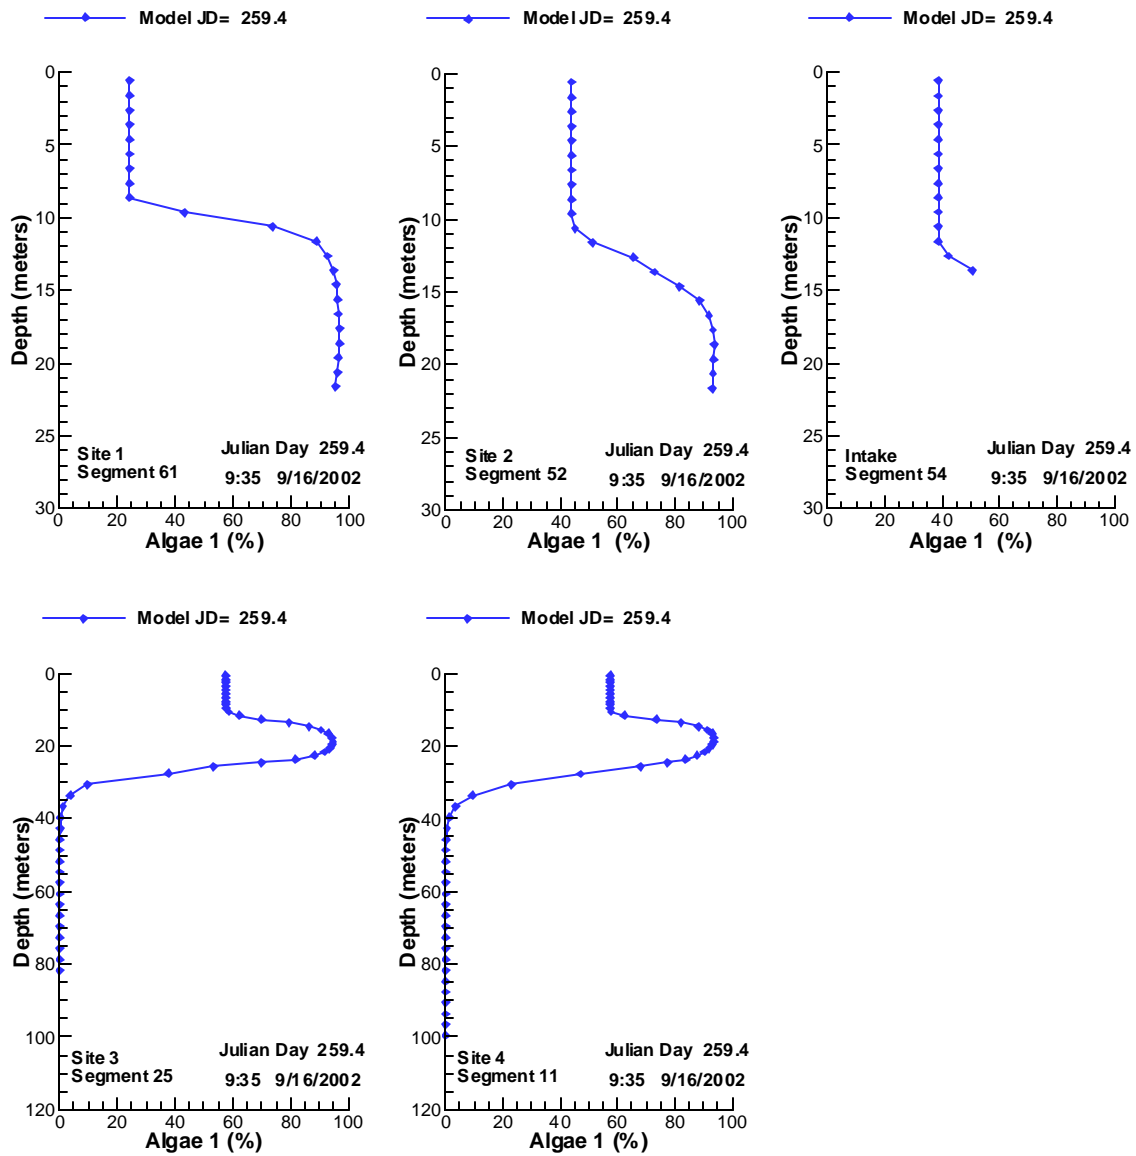 Model JD= 259.4
0
5
10
15
20
25
30
Depth (meters)
Site 1
Segment 61
Julian Day 259.4
9:35 9/16/2002
0 20 40 60 80 100
Algae 1 (%)
Model JD= 259.4
0
5
10
15
20
25
30
Depth (meters)
Site 2
Segment 52
Julian Day 259.4
9:35 9/16/2002
0 20 40 60 80 100
Algae 1 (%)
Model JD= 259.4
0
5
10
15
20
25
30
Depth (meters)
Intake
Segment 54
Julian Day 259.4
9:35 9/16/2002
0 20 40 60 80 100
Algae 1 (%)
Model JD= 259.4
0
20
40
60
80
100
120
Depth (meters)
Site 3
Segment 25
Julian Day 259.4
9:35 9/16/2002
0 20 40 60 80 100
Algae 1 (%)
Model JD= 259.4
0
20
40
60
80
100
120
Depth (meters)
Site 4
Segment 11
Julian Day 259.4
9:35 9/16/2002
0 20 40 60 80 100
Algae 1 (%)